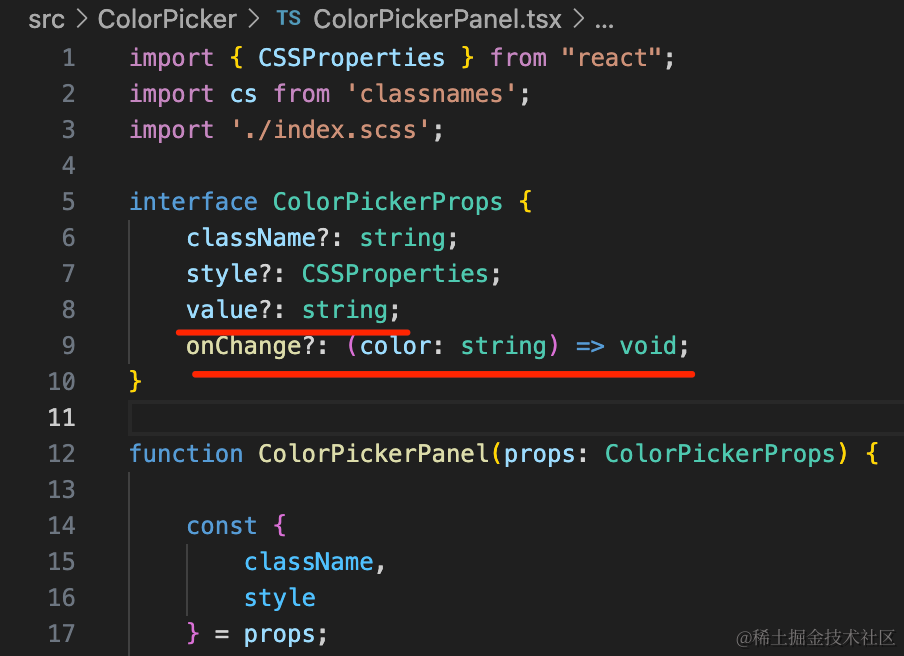 src > ColorPicker > TS ColorPickerPanel.tsx > ...
1 import { CSSProperties } from "react";
2 import cs from 'classnames';
3 import './index.scss';
4
5 interface ColorPickerProps {
6 className?: string;
7 style?: CSSProperties;
8 value?: string;
9 onChange?: (color: string) => void;
10 }
11
12 function ColorPickerPanel(props: ColorPickerProps) {
13
14 const {
15 className,
16 style
17 } = props;
@稀土掘金技术社区